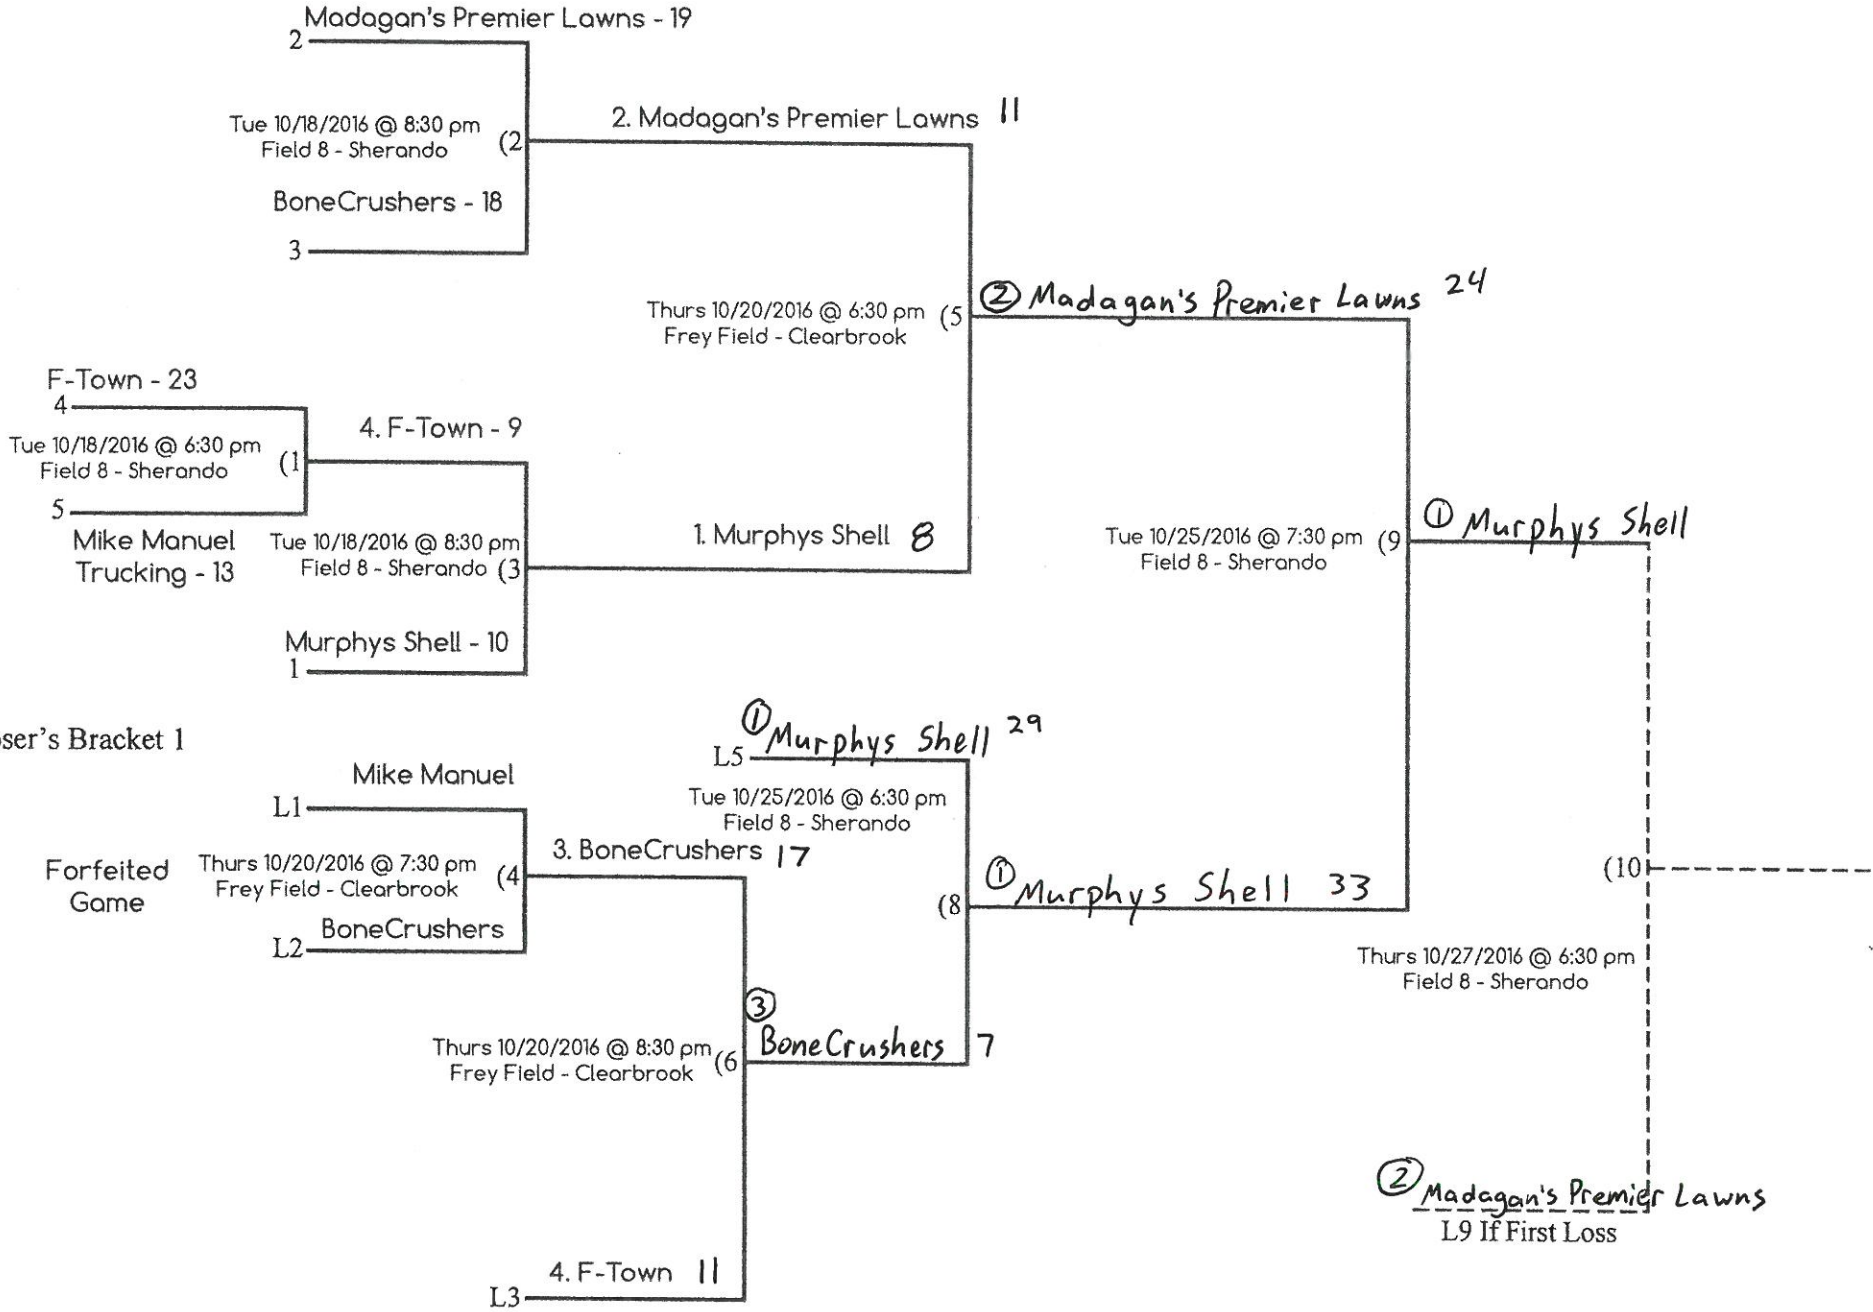 Madagan's Premier Lawns - 19
2
Tue 10/18/2016 @ 8:30 pm
Field 8 - Sherando
(2
BoneCrushers - 18
3
2. Madagan's Premier Lawns 11
Thurs 10/20/2016 @ 6:30 pm
Frey Field - Clearbrook
(5
② Madagan's Premier Lawns 24
F-Town - 23
4
Tue 10/18/2016 @ 6:30 pm
Field 8 - Sherando
(1
5
Mike Manuel
Trucking - 13
4. F-Town - 9
Tue 10/18/2016 @ 8:30 pm
Field 8 - Sherando (3
Murphys Shell - 10
1
1. Murphys Shell 8
Tue 10/25/2016 @ 7:30 pm
Field 8 - Sherando
(9
① Murphys Shell
ser's Bracket 1
Mike Manuel
L1
Forfeited
Game
Thurs 10/20/2016 @ 7:30 pm
Frey Field - Clearbrook
(4
BoneCrushers
L2
① Murphys Shell 29
L5
Tue 10/25/2016 @ 6:30 pm
Field 8 - Sherando
3. BoneCrushers 17
(8
① Murphys Shell 33
(10
Thurs 10/27/2016 @ 6:30 pm
Field 8 - Sherando
Thurs 10/20/2016 @ 8:30 pm
Frey Field - Clearbrook
(6
③
BoneCrushers 7
② Madagan's Premier Lawns
L9 If First Loss
4. F-Town 11
L3